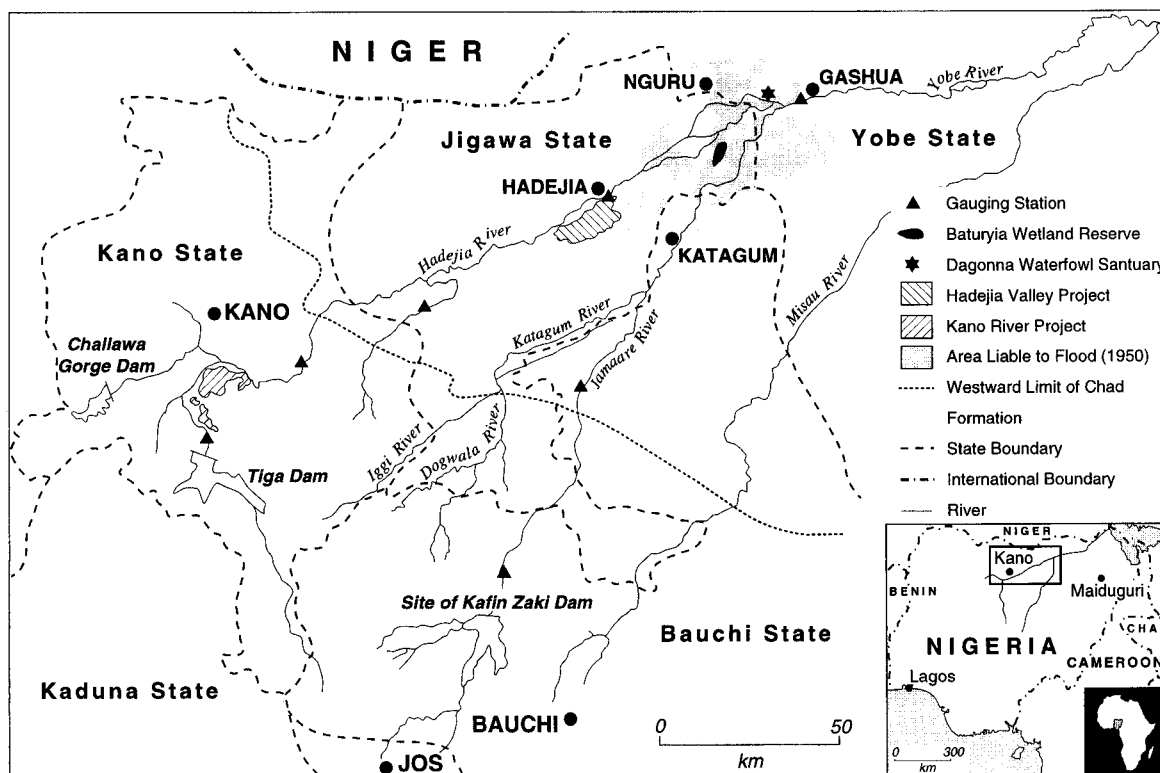 NIGER
NGURU
GASHUA
Yobe River
Jigawa State
Yobe State
HADEJIA
Kano State
Hadejia River
KATAGUM
Misau River
KANO
Challawa
Gorge Dam
Katagum River
Jamaare River
Iggi River
Dogwala River
Tiga Dam
Site of Kafin Zaki Dam
Bauchi State
Kaduna State
BAUCHI
JOS
0 50
km
Gauging Station
Baturyia Wetland Reserve
Dagonna Waterfowl Santuary
Hadejia Valley Project
Kano River Project
Area Liable to Flood (1950)
Westward Limit of Chad
Formation
State Boundary
International Boundary
River
NIGER
Kano
BENIN
Maiduguri
CHA
NIGERIA
CAMEROON
Lagos
0 300
km